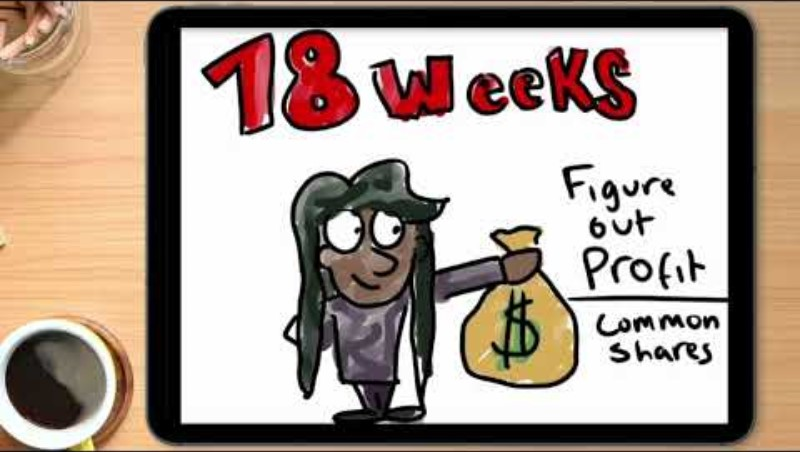 78 weeks
Figure
out
Profit
Common
shares
$